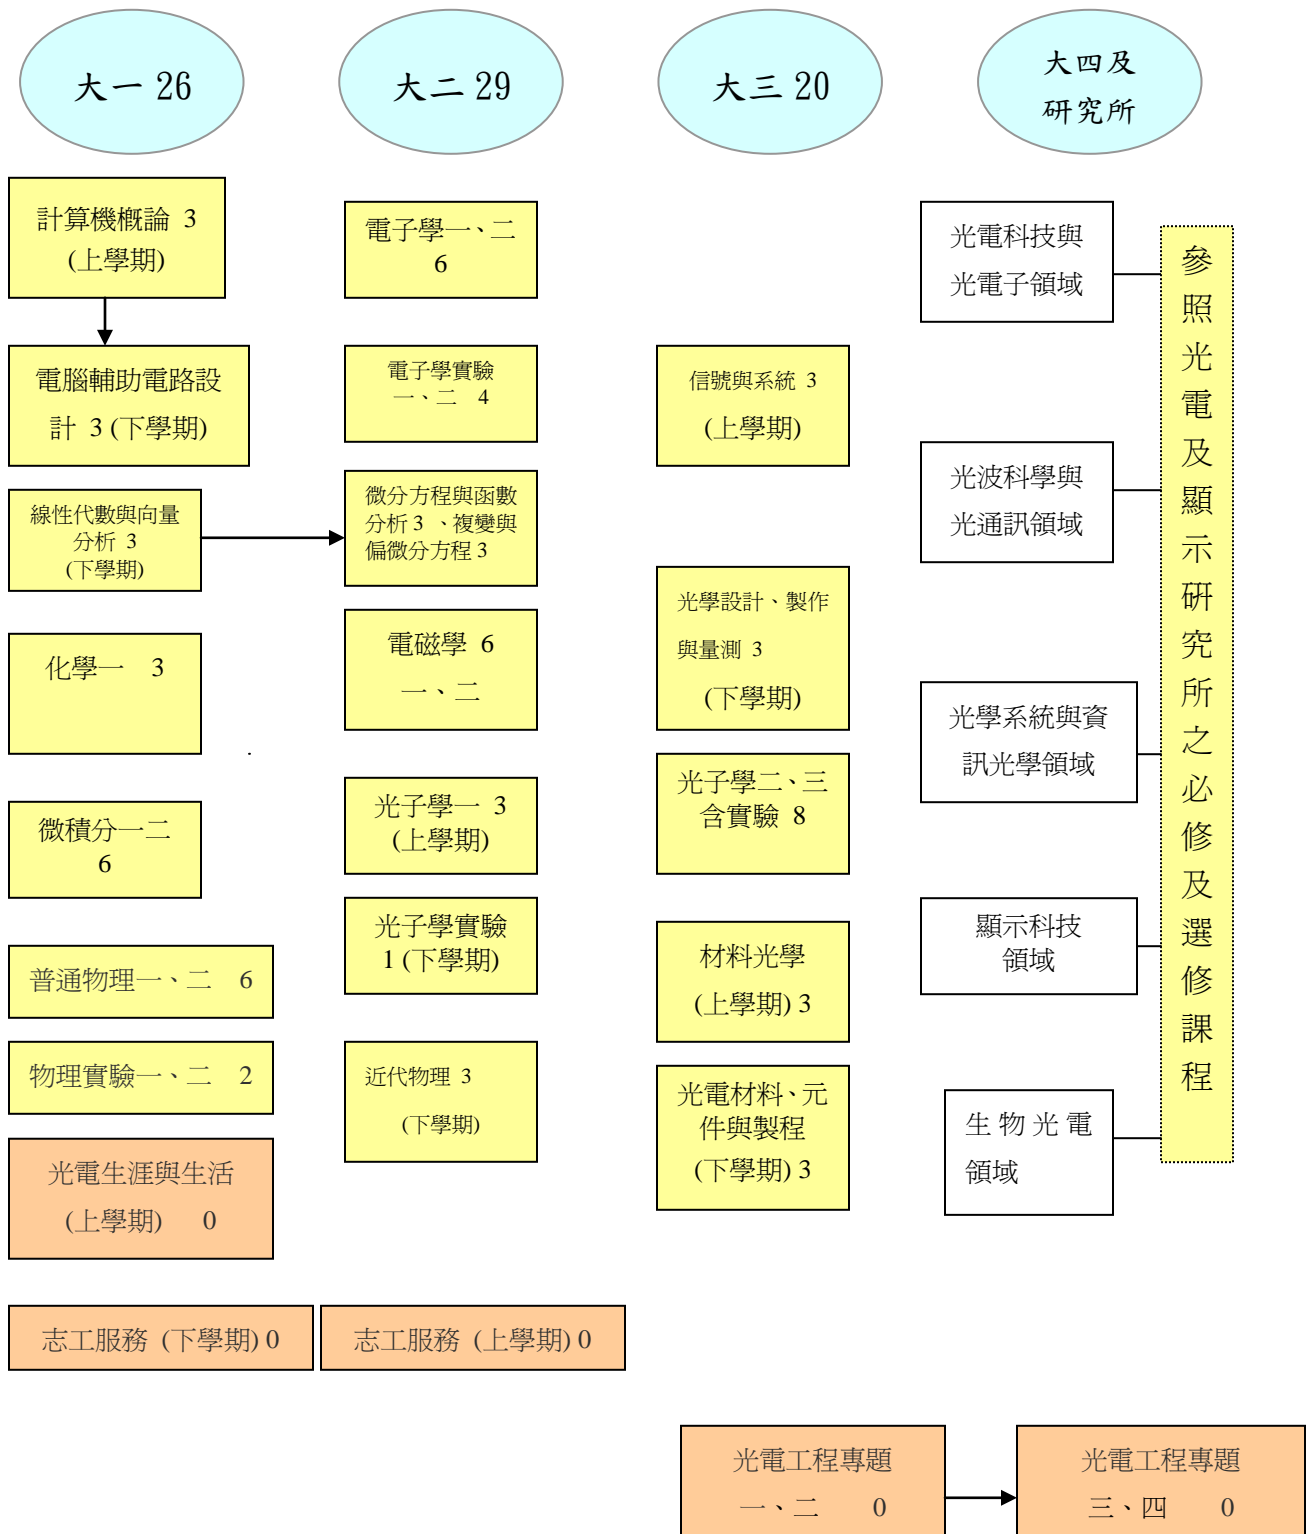 大一 26
大二 29
大三 20
大四及
研究所
計算機概論 3
(上學期)
電腦輔助電路設
計 3 (下學期)
線性代數與向量
分析 3
(下學期)
化學一 3
微積分一二
6
普通物理一、二 6
物理實驗一、二 2
光電生涯與生活
(上學期) 0
志工服務 (下學期) 0
電子學一、二
6
電子學實驗
一、二 4
微分方程與函數
分析 3 、複變與
偏微分方程 3
電磁學 6
一、二
光子學一 3
(上學期)
光子學實驗
1 (下學期)
近代物理 3
(下學期)
志工服務 (上學期) 0
信號與系統 3
(上學期)
光學設計、製作
與量測 3
(下學期)
光子學二、三
含實驗 8
材料光學
(上學期) 3
光電材料、元
件與製程
(下學期) 3
光電工程專題
一、二 0
光電科技與
光電子領域
光波科學與
光通訊領域
光學系統與資
訊光學領域
顯示科技
領域
生物光電
領域
參照光電及顯示研究所之必修及選修課程
光電工程專題
三、四 0